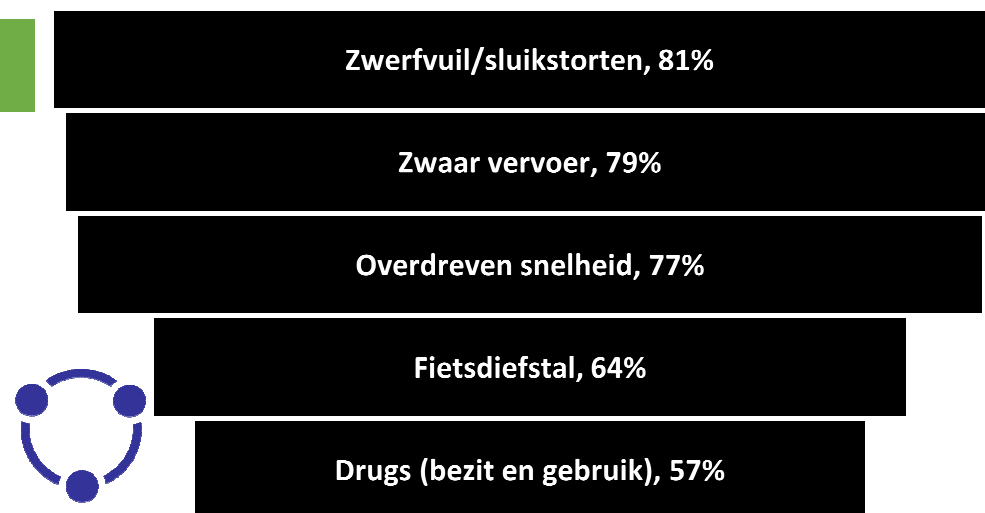 Zwerfvuil/sluikstorten, 81%
Zwaar vervoer, 79%
Overdreven snelheid, 77%
Fietsdiefstal, 64%
Drugs (bezit en gebruik), 57%